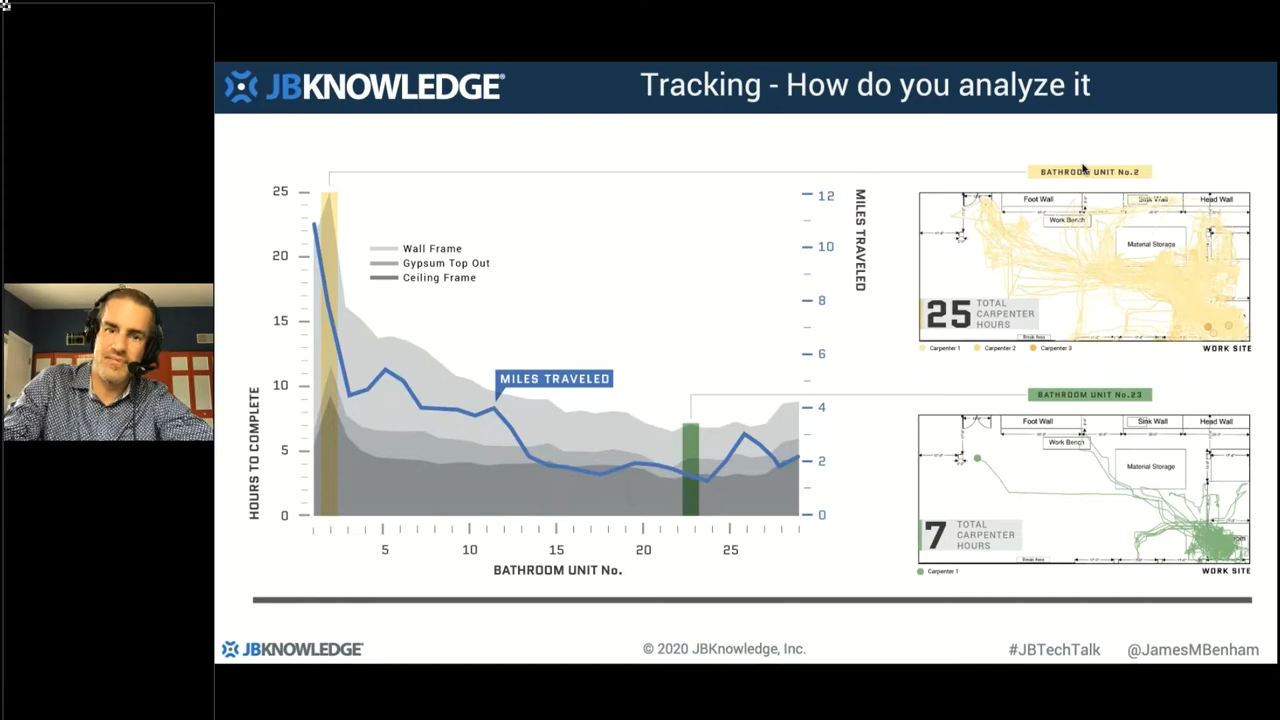 JBKNOWLEDGE®
Tracking - How do you analyze it
BATHROOM UNIT No.2
25
20
15
10
5
0
HOURS TO COMPLETE
Wall Frame
Gypsum Top Out
Ceiling Frame
MILES TRAVELED
12
10
8
6
4
2
0
MILES TRAVELED
5 10 15 20 25
BATHROOM UNIT No.
Foot Wall Sink Wall Head Wall
Work Bench
Material Storage
25 TOTAL
CARPENTER
HOURS
Break Area
Carpenter 1 Carpenter 2 Carpenter 3
WORK SITE
BATHROOM UNIT No.23
Foot Wall Sink Wall Head Wall
Work Bench
Material Storage
7 TOTAL
CARPENTER
HOURS
Break Area
Carpenter 1
WORK SITE
JBKNOWLEDGE
© 2020 JBKnowledge, Inc.
#JBTechTalk @JamesMBenham